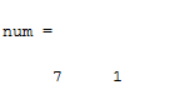 num =
7 1